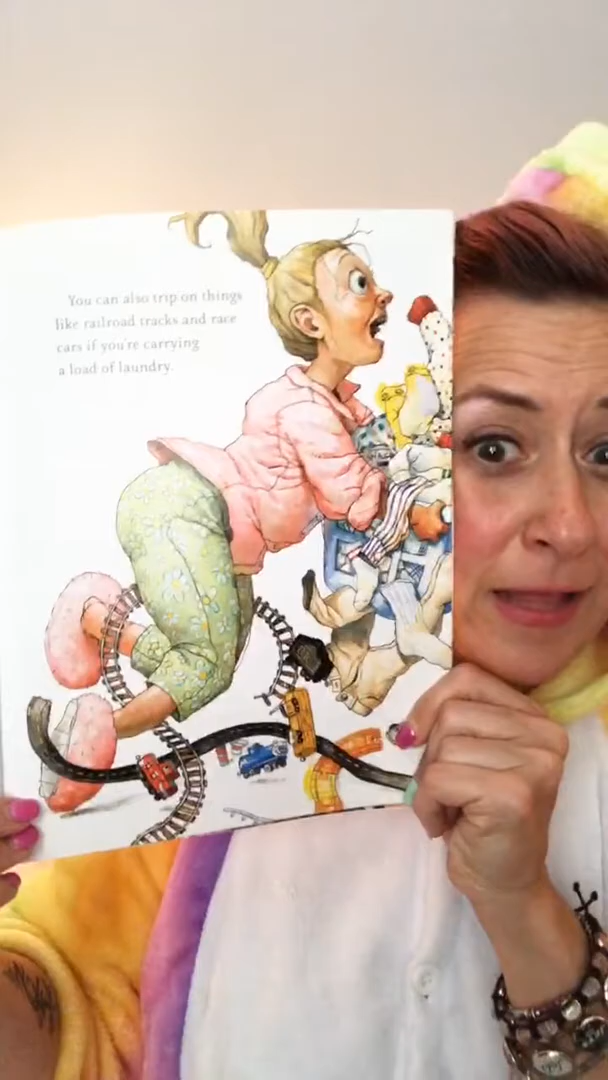 You can also trip on things
like railroad tracks and race
cars if you're carrying
a load of laundry.